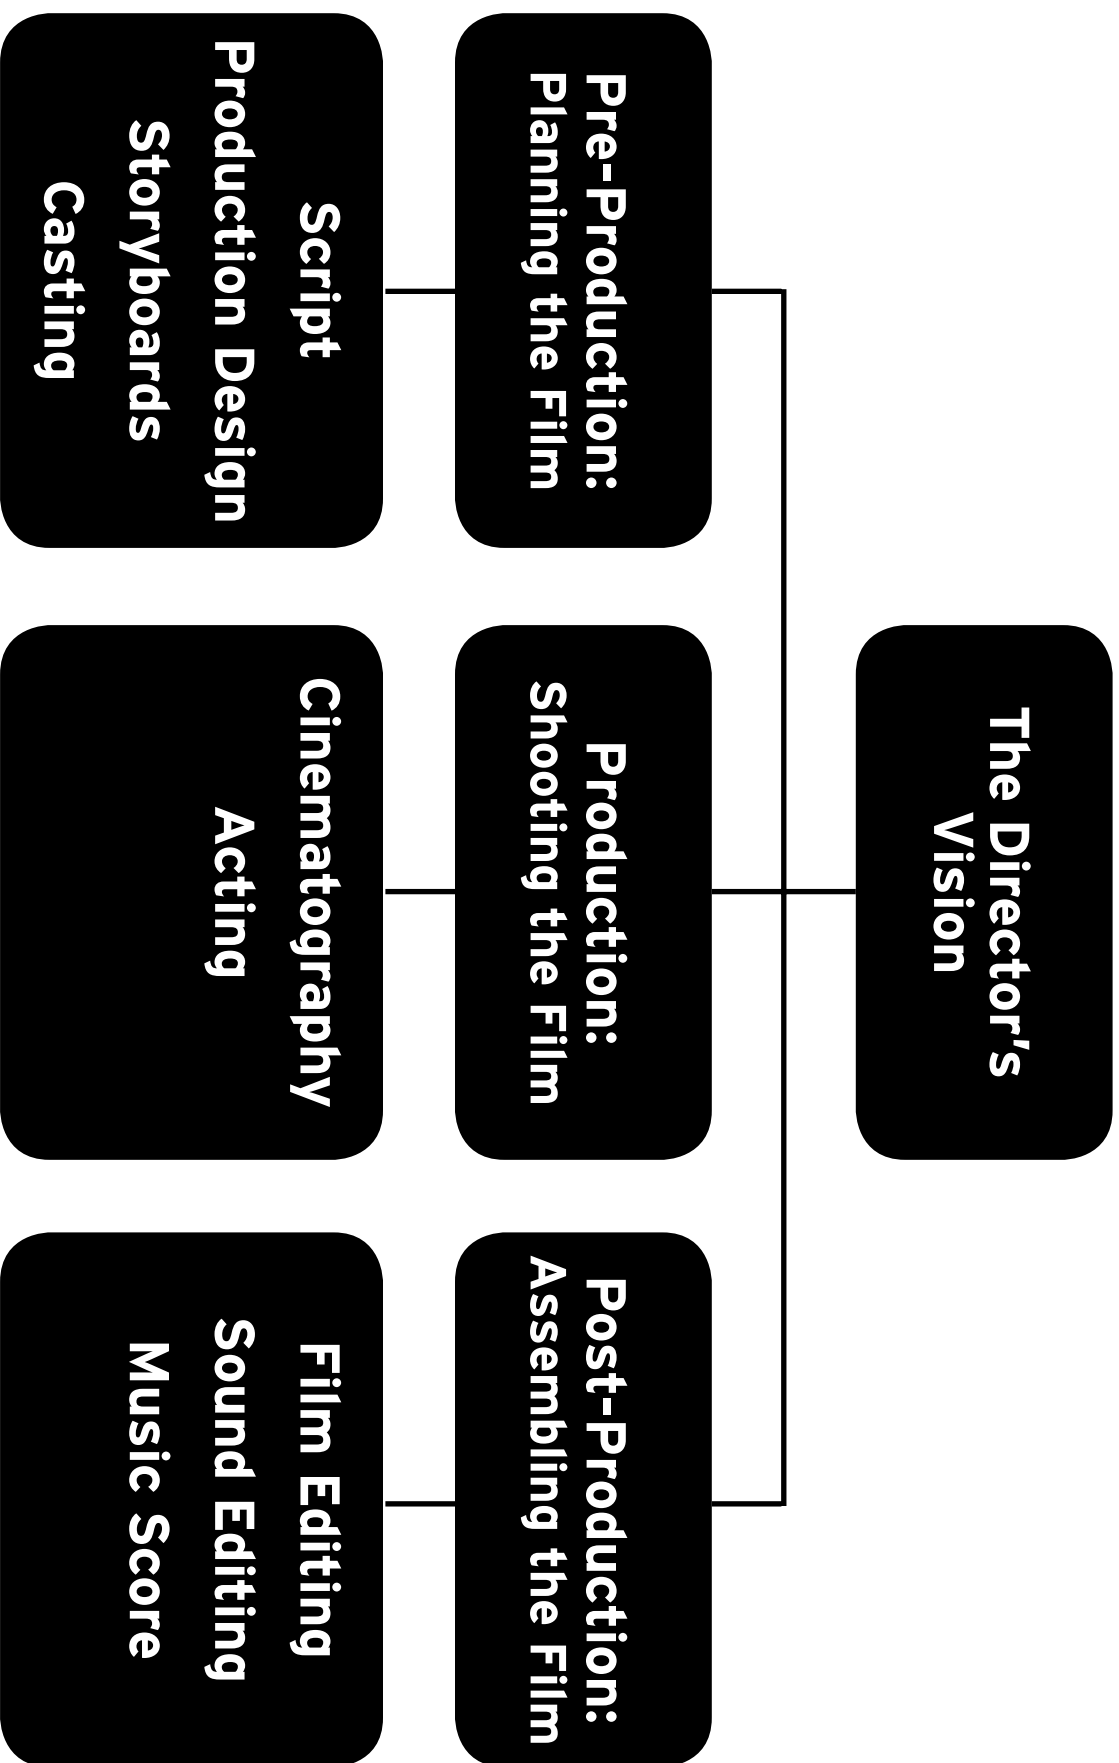 The Director's
Vision
Pre-Production:
Planning the Film
Production:
Shooting the Film
Post-Production:
Assembling the Film
Script
Production Design
Storyboards
Casting
Cinematography
Acting
Film Editing
Sound Editing
Music Score